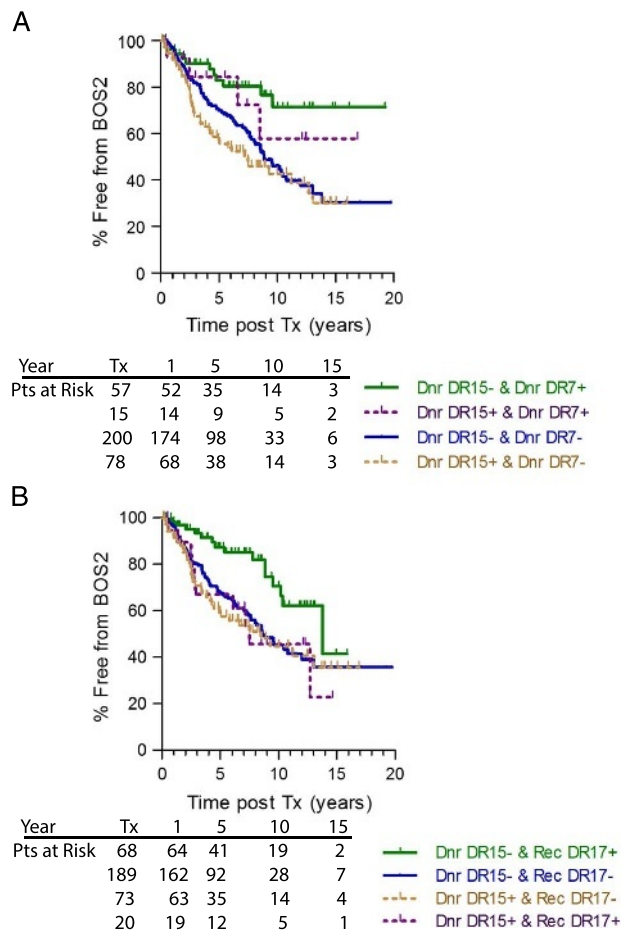 A
% Free from BOS2
100
80
60
40
20
0
0 5 10 15 20
Time post Tx (years)
Year Tx 1 5 10 15
Pts at Risk 57 52 35 14 3 Dnr DR15- & Dnr DR7+
15 14 9 5 2 Dnr DR15+ & Dnr DR7+
200 174 98 33 6 Dnr DR15- & Dnr DR7-
78 68 38 14 3 Dnr DR15+ & Dnr DR7-
B
% Free from BOS2
100
80
60
40
20
0
0 5 10 15 20
Time post Tx (years)
Year Tx 1 5 10 15
Pts at Risk 68 64 41 19 2 Dnr DR15- & Rec DR17+
189 162 92 28 7 Dnr DR15- & Rec DR17-
73 63 35 14 4 Dnr DR15+ & Rec DR17-
20 19 12 5 1 Dnr DR15+ & Rec DR17+